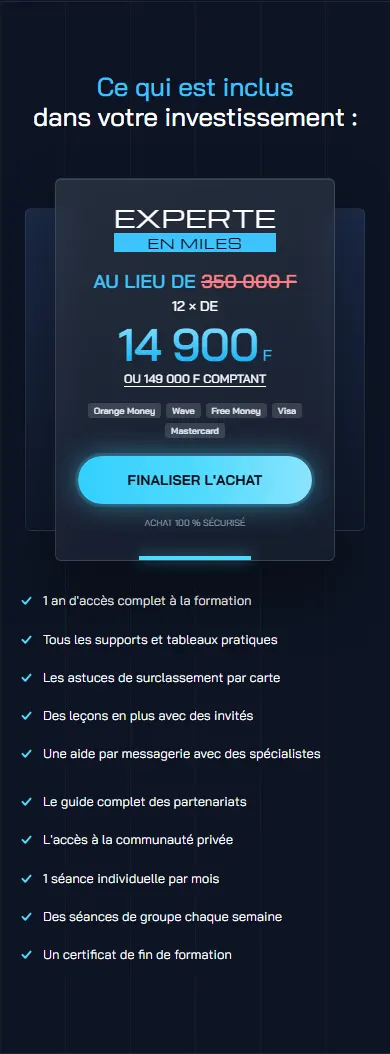 Ce qui est inclus
dans votre investissement :
EXPERTE
EN MILES
AU LIEU DE 350 000 F
12 × DE
14 900 F
OU 149 000 F COMPTANT
Orange Money Wave Free Money Visa
Mastercard
FINALISER L'ACHAT
ACHAT 100 % SÉCURISÉ
1 an d'accès complet à la formation
Tous les supports et tableaux pratiques
Les astuces de surclassement par carte
Des leçons en plus avec des invités
Une aide par messagerie avec des spécialistes
Le guide complet des partenariats
L'accès à la communauté privée
1 séance individuelle par mois
Des séances de groupe chaque semaine
Un certificat de fin de formation